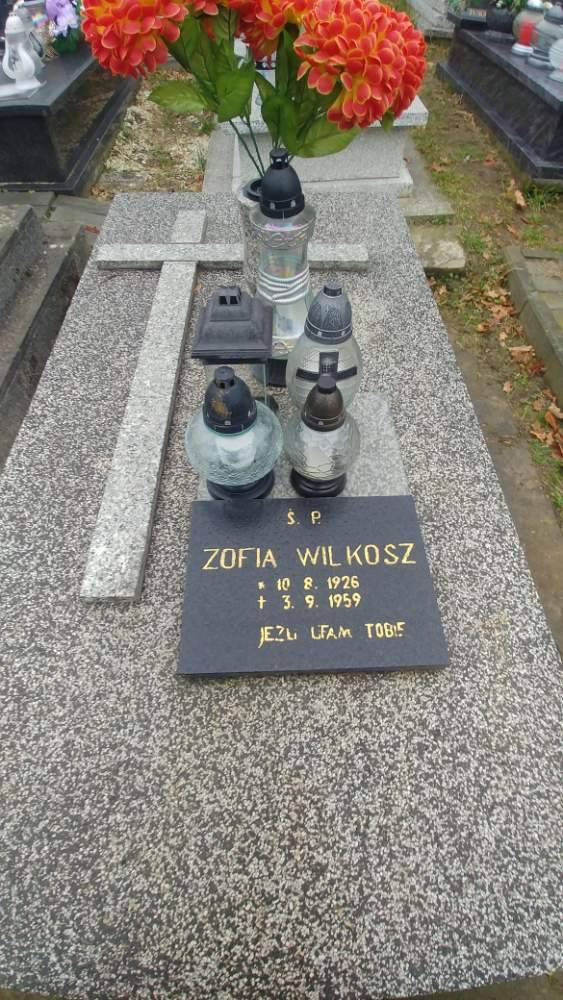 Ś. P.
ZOFIA WILKOSZ
* 10 8. 1926
† 3. 9. 1959
JEZU UFAM TOBIE